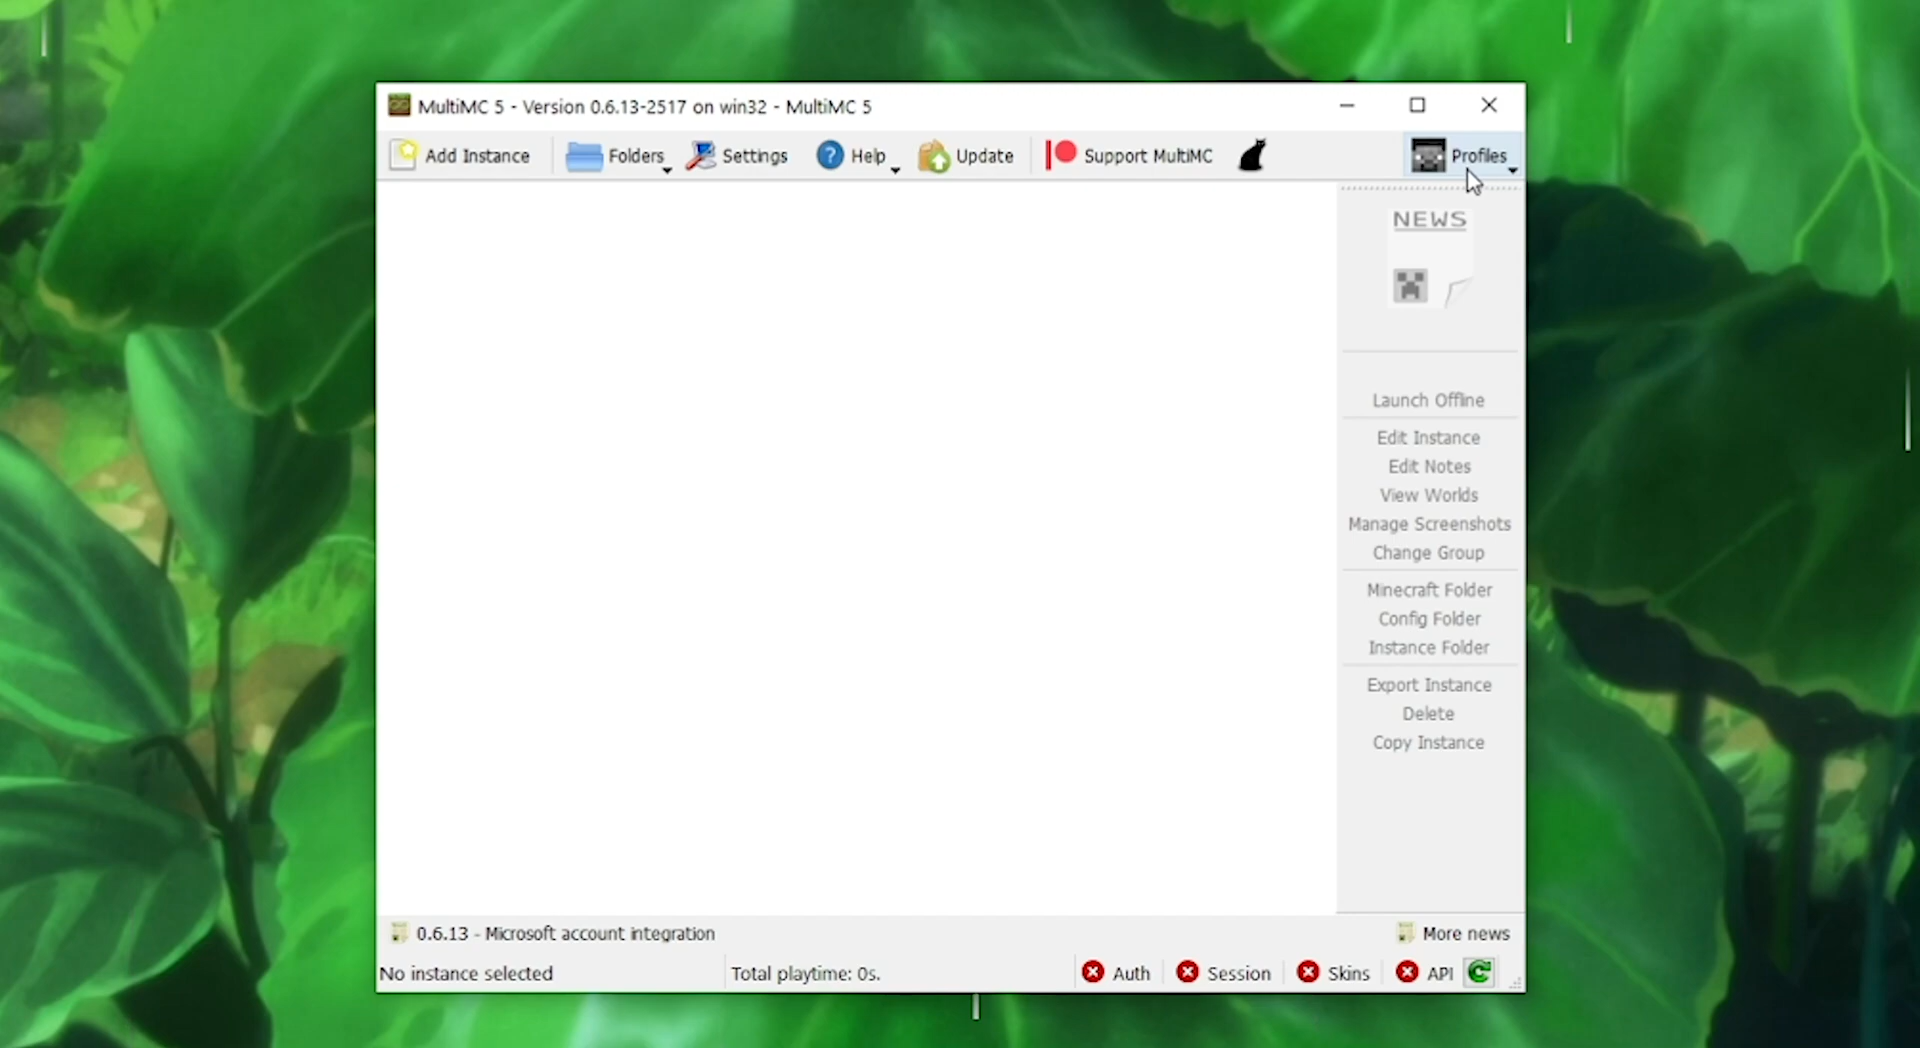 MultiMC 5 - Version 0.6.13-2517 on win32 - MultiMC 5
Add Instance Folders Settings ? Help Update Support MultiMC Profiles
NEWS
Launch Offline
Edit Instance
Edit Notes
View Worlds
Manage Screenshots
Change Group
Minecraft Folder
Config Folder
Instance Folder
Export Instance
Delete
Copy Instance
0.6.13 - Microsoft account integration More news
No instance selected Total playtime: 0s. Auth Session Skins API